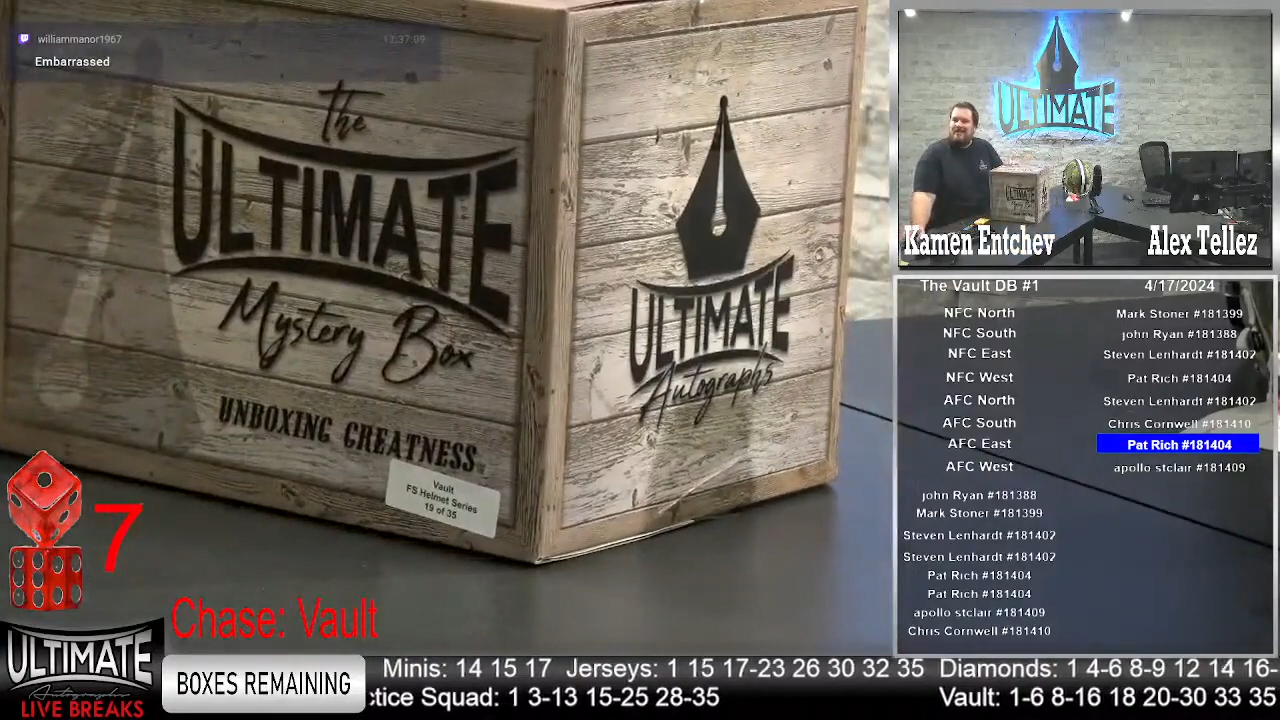 williammanor1967
13:37:09
Embarrassed
The
ULTIMATE
Mystery Box
UNBOXING GREATNESS
Vault
FS Helmet Series
19 of 35
ULTIMATE
Autographs
7
Chase: Vault
ULTIMATE
Autographs
LIVE BREAKS
BOXES REMAINING
Minis: 14 15 17 Jerseys: 1 15 17-23 26 30 32 35 Diamonds: 1 4-6 8-9 12 14 16-
ctice Squad: 1 3-13 15-25 28-35 Vault: 1-6 8-16 18 20-30 33 35
ULTIMATE
ULTIMATE
Kamen Entchev
Alex Tellez
The Vault DB #1 4/17/2024
NFC North Mark Stoner #181399
NFC South john Ryan #181388
NFC East Steven Lenhardt #181402
NFC West Pat Rich #181404
AFC North Steven Lenhardt #181402
AFC South Chris Cornwell #181410
AFC East Pat Rich #181404
AFC West apollo stclair #181409
john Ryan #181388
Mark Stoner #181399
Steven Lenhardt #181402
Steven Lenhardt #181402
Pat Rich #181404
Pat Rich #181404
apollo stclair #181409
Chris Cornwell #181410